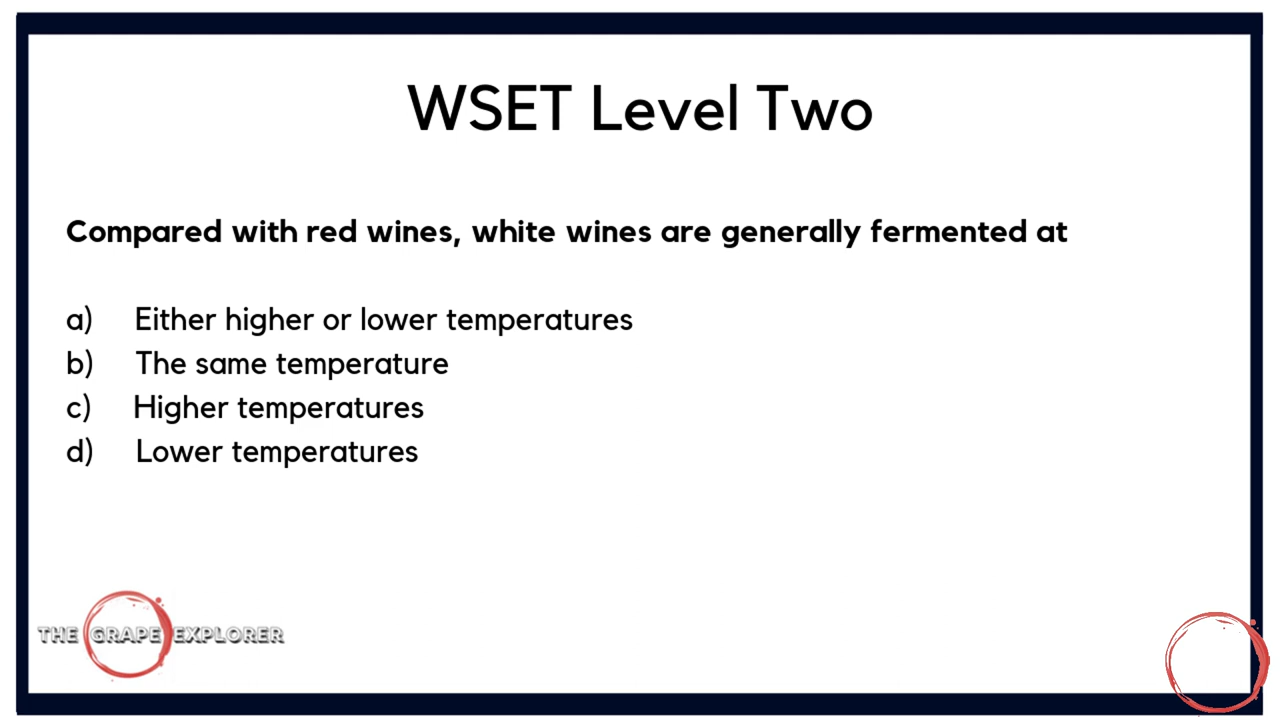 WSET Level Two
Compared with red wines, white wines are generally fermented at
a) Either higher or lower temperatures
b) The same temperature
c) Higher temperatures
d) Lower temperatures
THE GRAPE EXPLORER